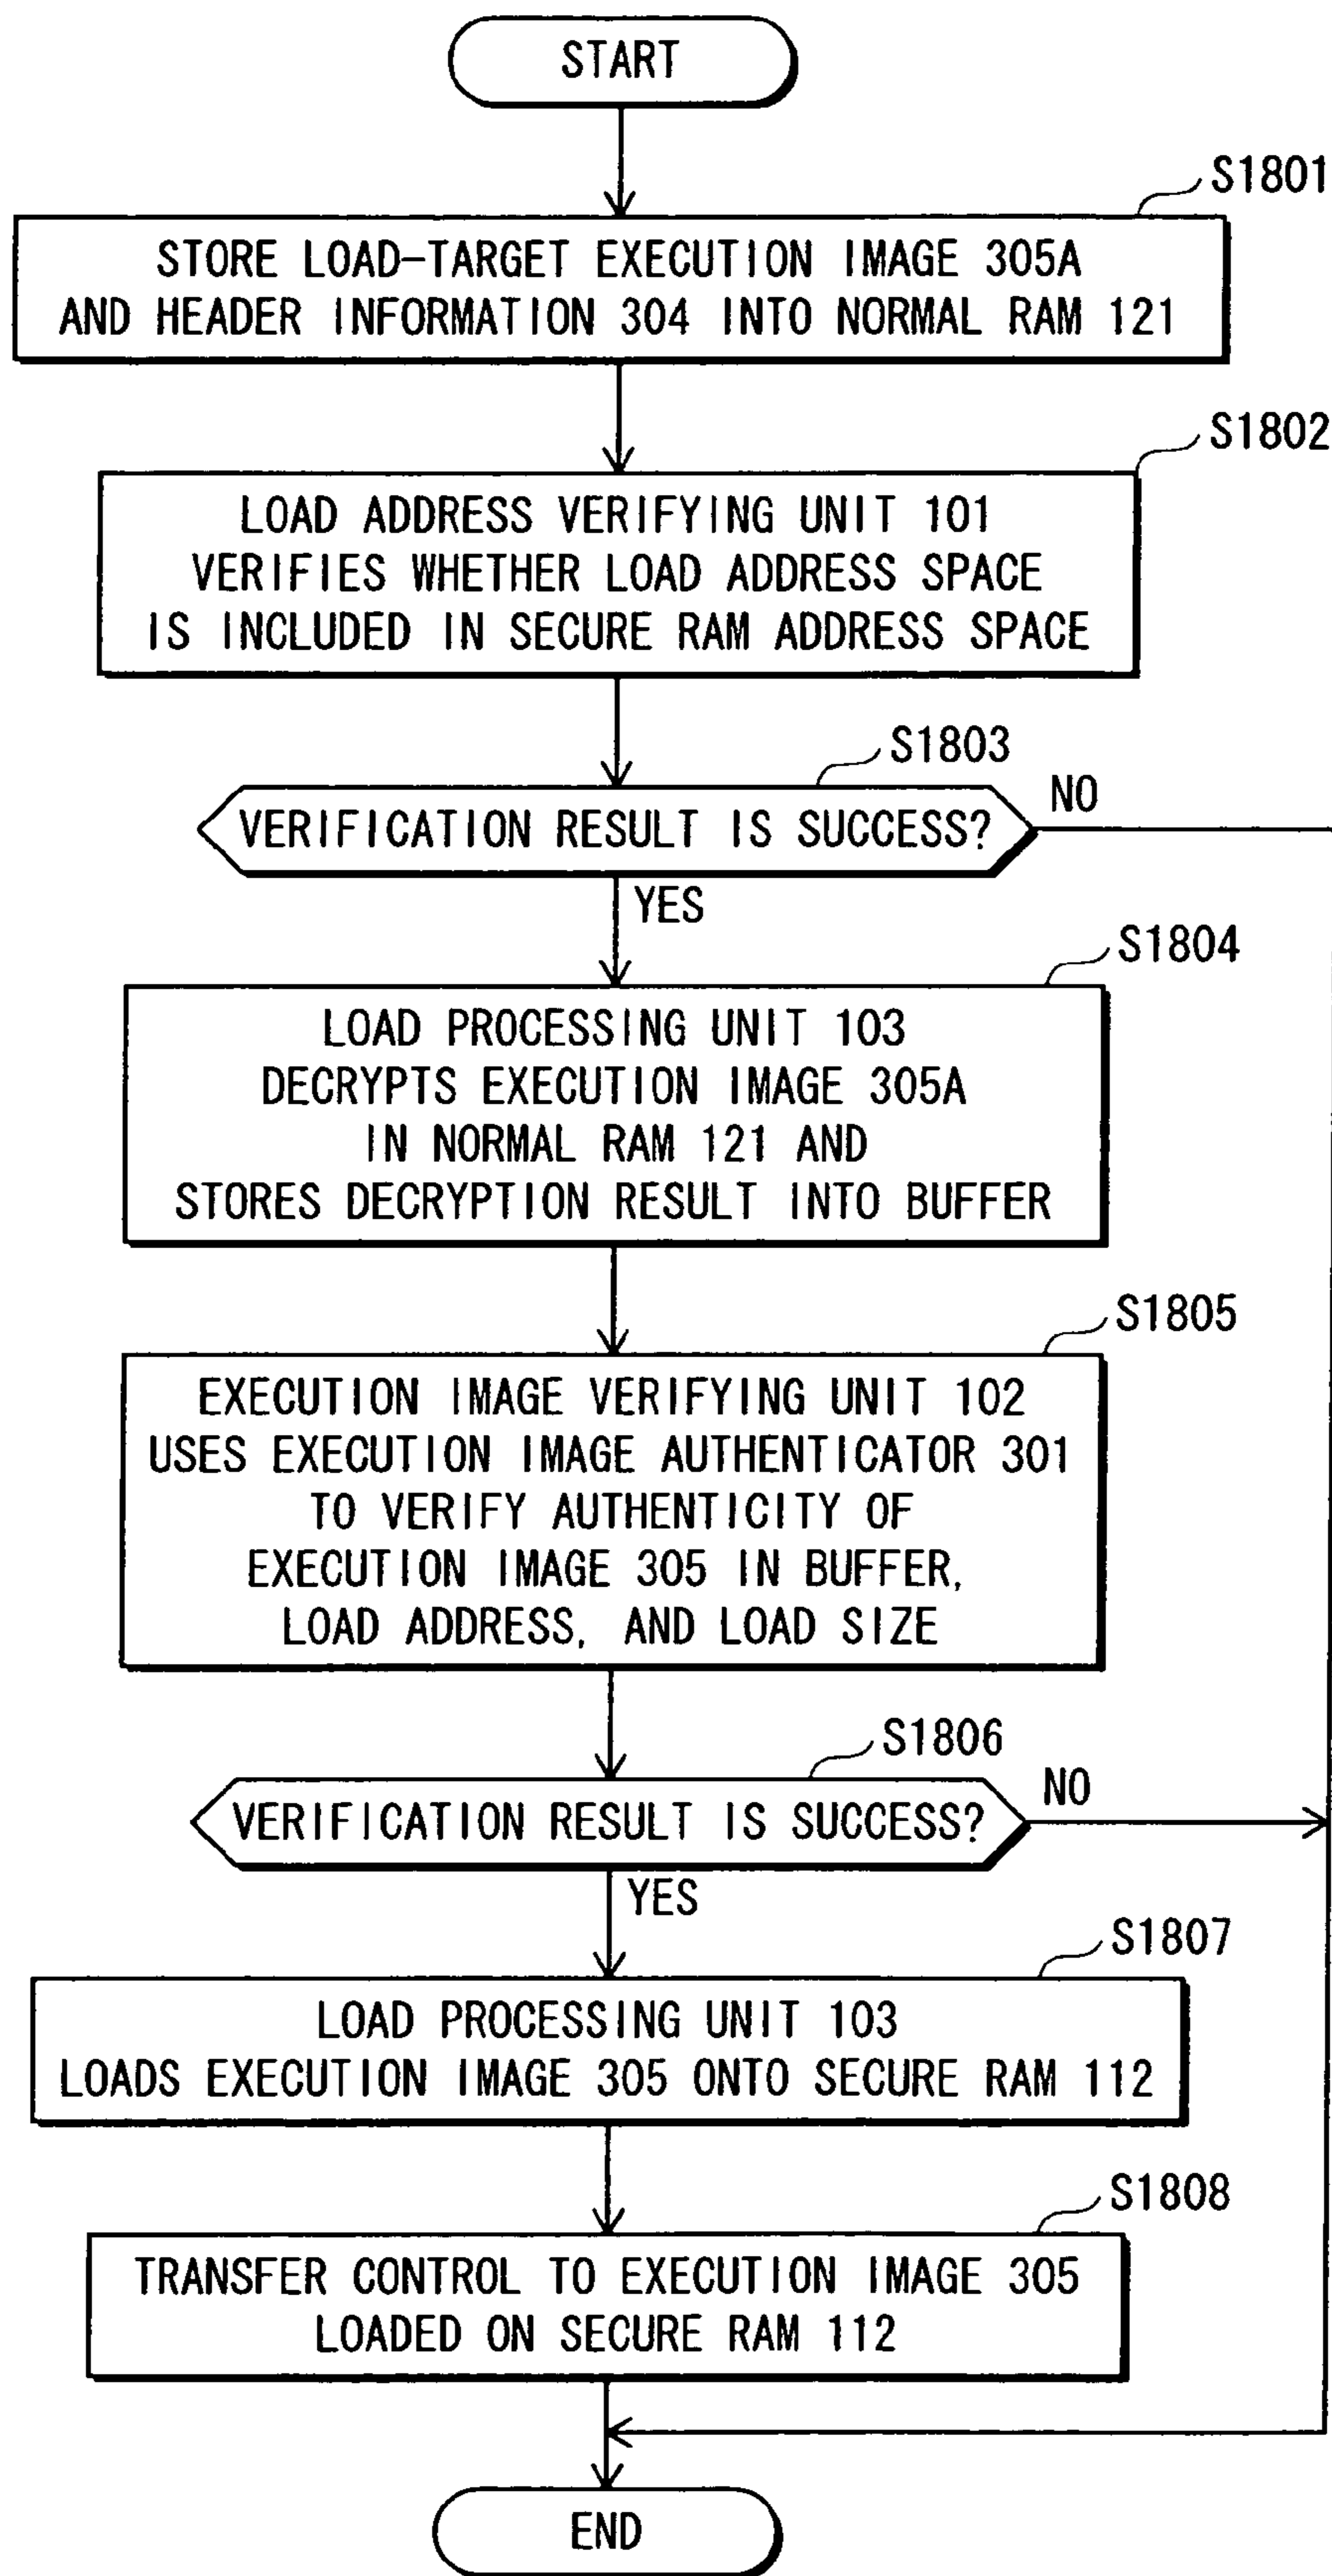 START
S1801
STORE LOAD-TARGET EXECUTION IMAGE 305A
AND HEADER INFORMATION 304 INTO NORMAL RAM 121
S1802
LOAD ADDRESS VERIFYING UNIT 101
VERIFIES WHETHER LOAD ADDRESS SPACE
IS INCLUDED IN SECURE RAM ADDRESS SPACE
S1803
VERIFICATION RESULT IS SUCCESS?
NO
YES
S1804
LOAD PROCESSING UNIT 103
DECRYPTS EXECUTION IMAGE 305A
IN NORMAL RAM 121 AND
STORES DECRYPTION RESULT INTO BUFFER
S1805
EXECUTION IMAGE VERIFYING UNIT 102
USES EXECUTION IMAGE AUTHENTICATOR 301
TO VERIFY AUTHENTICITY OF
EXECUTION IMAGE 305 IN BUFFER,
LOAD ADDRESS, AND LOAD SIZE
S1806
VERIFICATION RESULT IS SUCCESS?
NO
YES
S1807
LOAD PROCESSING UNIT 103
LOADS EXECUTION IMAGE 305 ONTO SECURE RAM 112
S1808
TRANSFER CONTROL TO EXECUTION IMAGE 305
LOADED ON SECURE RAM 112
END